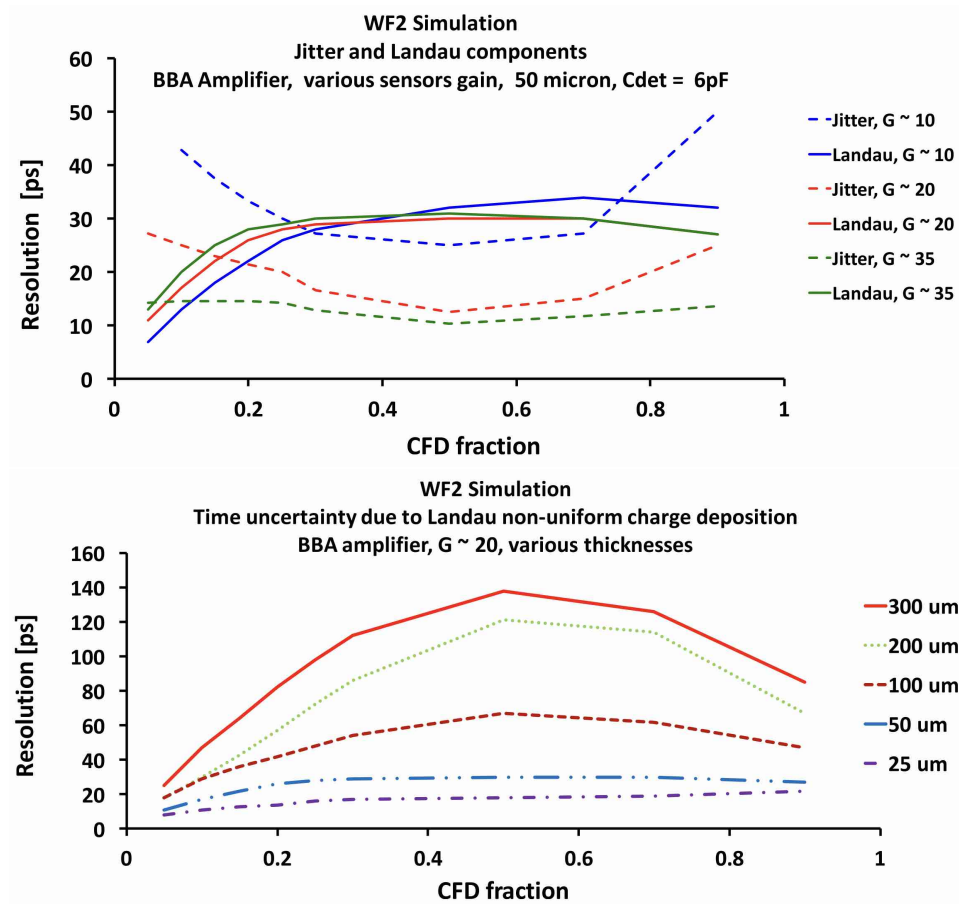 WF2 Simulation
Jitter and Landau components
BBA Amplifier, various sensors gain, 50 micron, Cdet = 6pF
Resolution [ps]
60
50
40
30
20
10
0
0
0.2
0.4
0.6
0.8
1
CFD fraction
Jitter, G ~ 10
Landau, G ~ 10
Jitter, G ~ 20
Landau, G ~ 20
Jitter, G ~ 35
Landau, G ~ 35
WF2 Simulation
Time uncertainty due to Landau non-uniform charge deposition
BBA amplifier, G ~ 20, various thicknesses
Resolution [ps]
160
140
120
100
80
60
40
20
0
0
0.2
0.4
0.6
0.8
1
CFD fraction
300 um
200 um
100 um
50 um
25 um